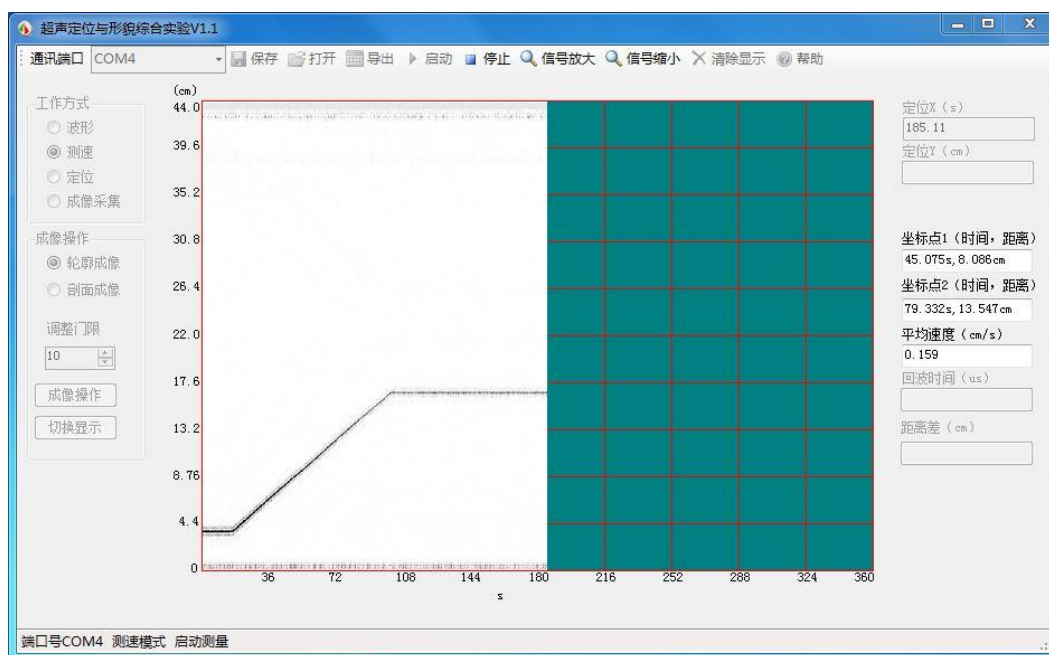 超声定位与形貌综合实验V1.1
通讯端口 COM4 保存 打开 导出 启动 停止 信号放大 信号缩小 清除显示 帮助
工作方式
波形
测速
定位
成像采集
成像操作
轮廓成像
剖面成像
调整门限
10
成像操作
切换显示
(cm)
44.0
39.6
35.2
30.8
26.4
22.0
17.6
13.2
8.76
4.4
0
36 72 108 144 180 216 252 288 324 360
s
定位X（s）
185.11
定位Y（cm）
坐标点1（时间，距离）
45.075s,8.086cm
坐标点2（时间，距离）
79.332s,13.547cm
平均速度（cm/s）
0.159
回波时间（us）
距离差（cm）
端口号COM4 测速模式 启动测量